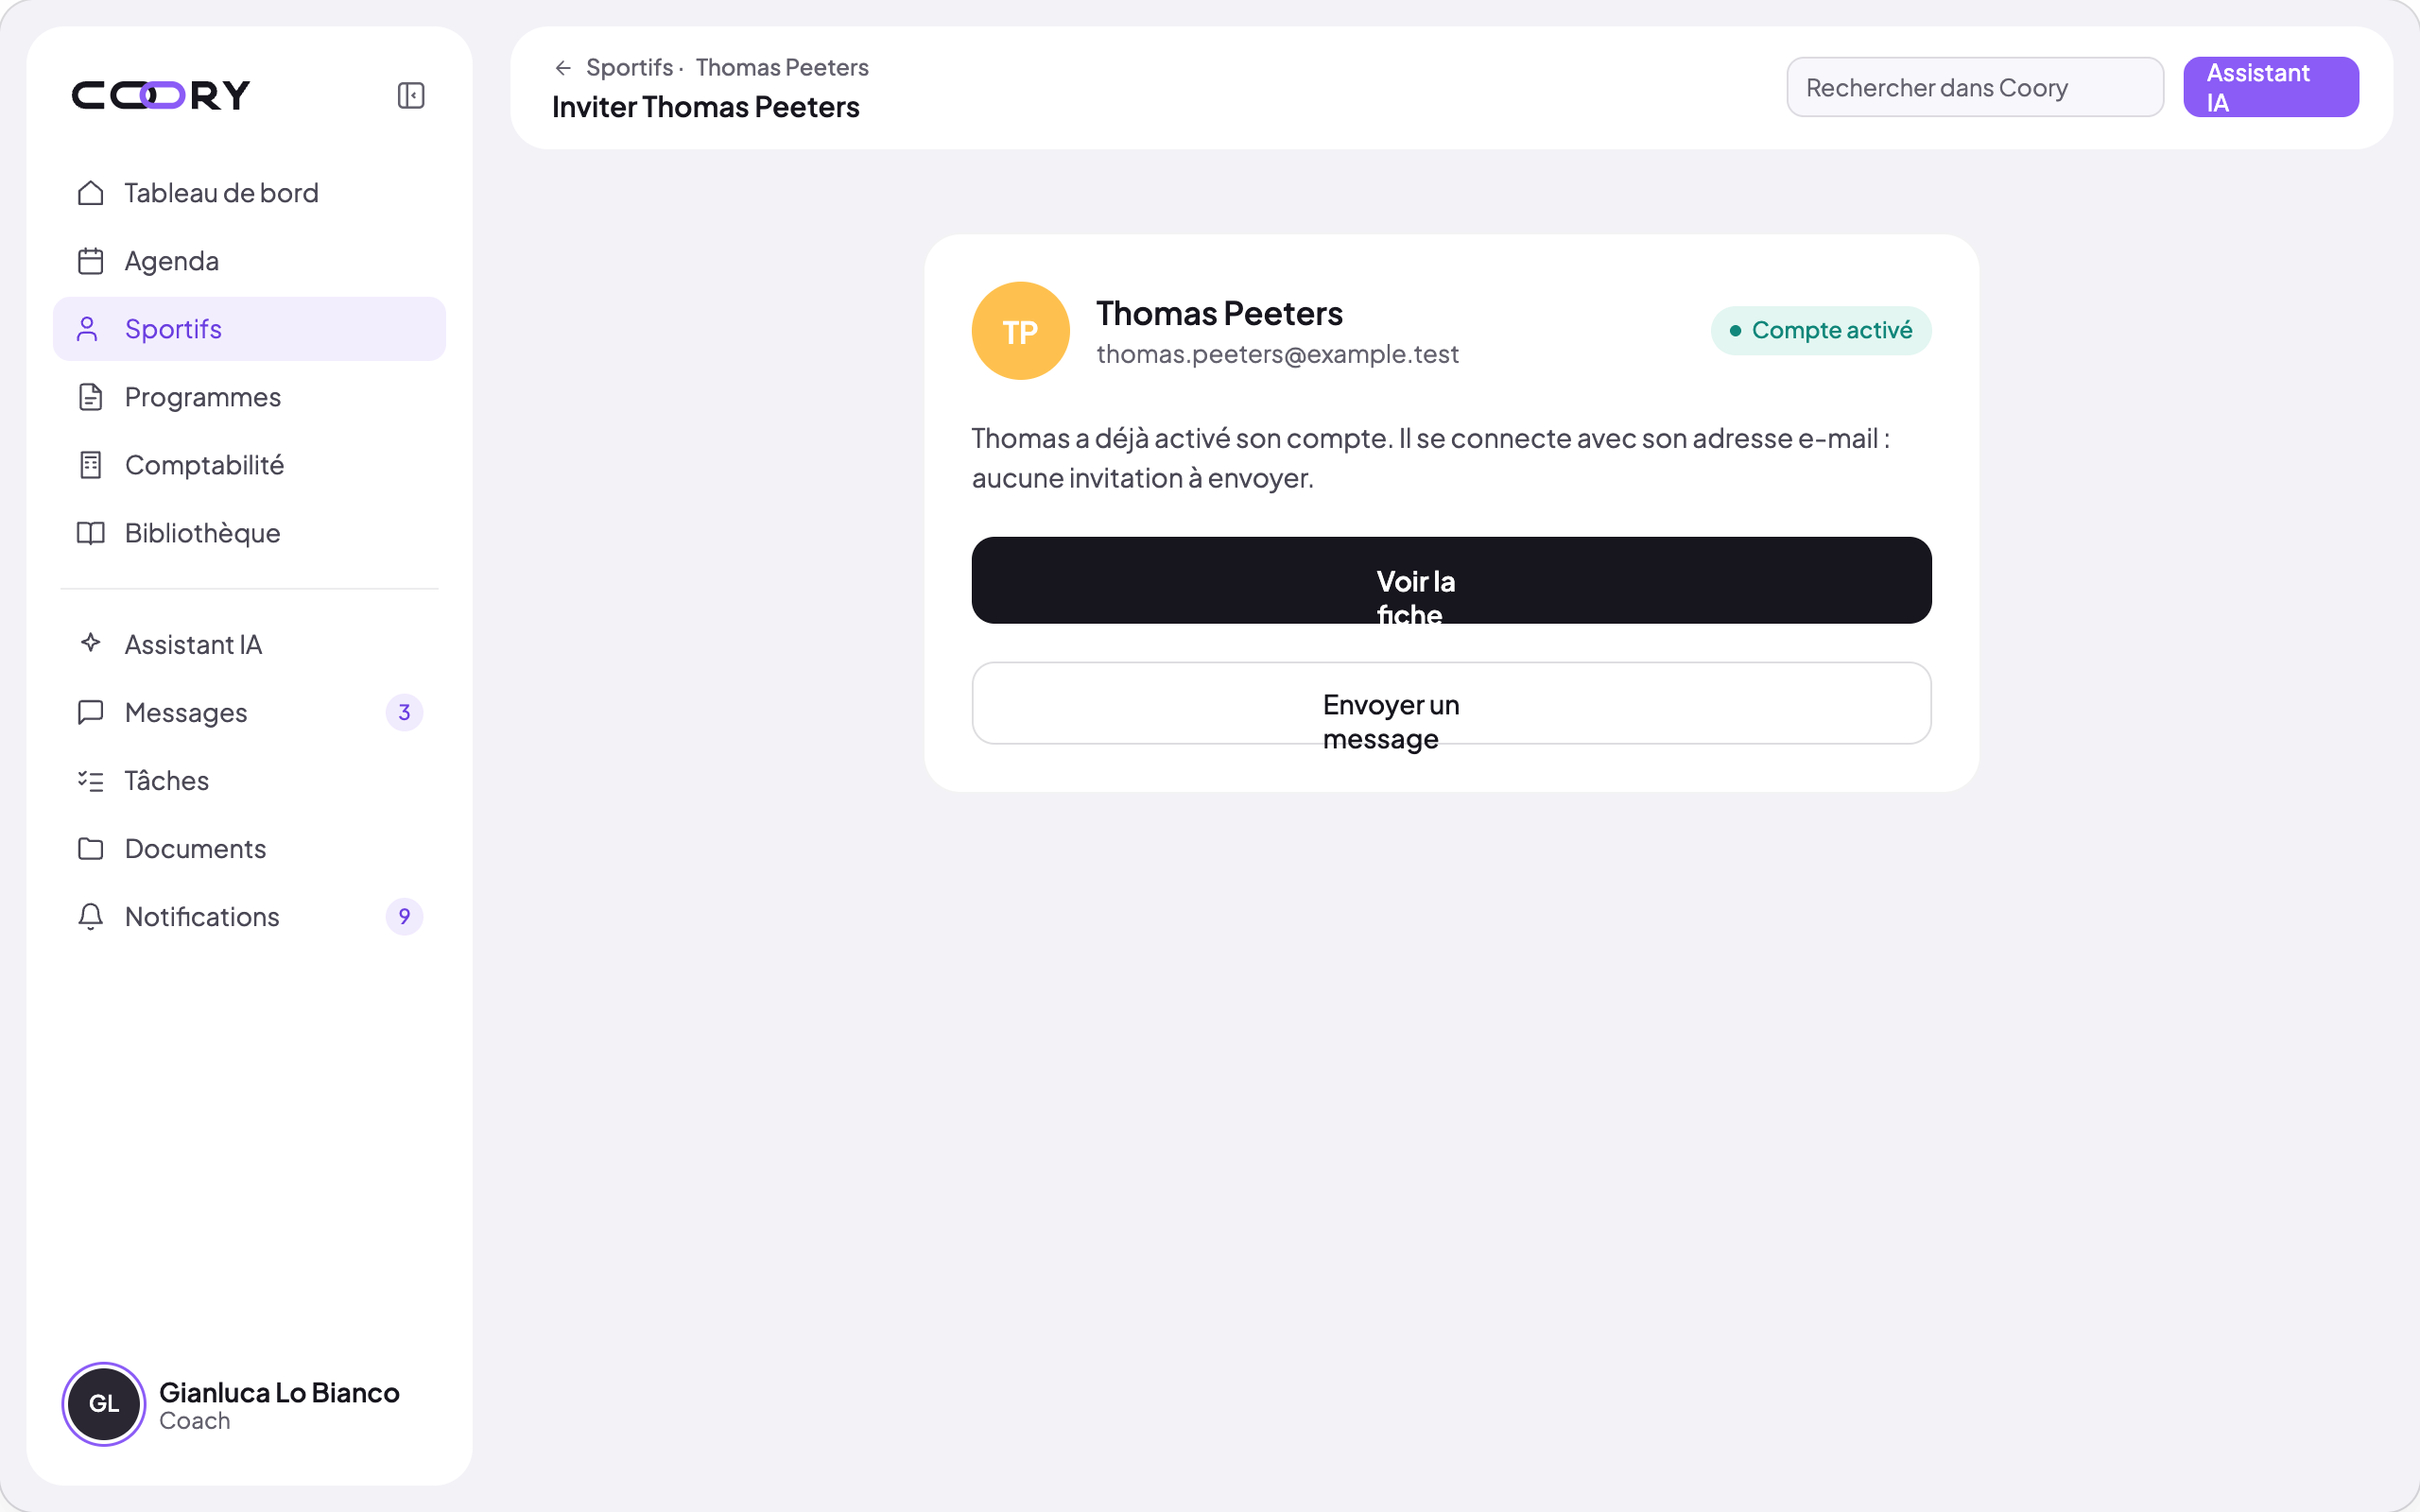 COORY
Tableau de bord
Agenda
Sportifs
Programmes
Comptabilité
Bibliothèque
Assistant IA
Messages 3
Tâches
Documents
Notifications 9
GL
Gianluca Lo Bianco
Coach
← Sportifs · Thomas Peeters
Inviter Thomas Peeters
Rechercher dans Coory
Assistant
IA
TP
Thomas Peeters
thomas.peeters@example.test
Compte activé
Thomas a déjà activé son compte. Il se connecte avec son adresse e-mail :
aucune invitation à envoyer.
Voir la
fiche
Envoyer un
message